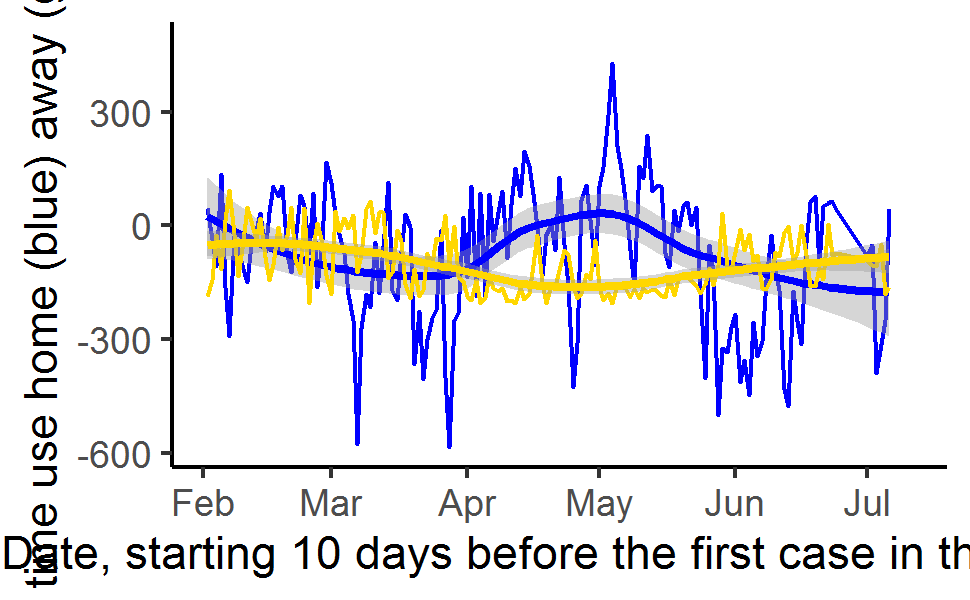 time use home (blue) away (g
300
0
-300
-600
Feb Mar Apr May Jun Jul
Date, starting 10 days before the first case in th